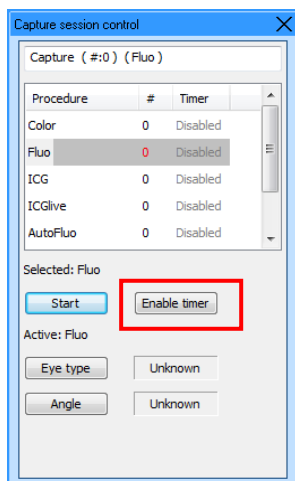 Capture session control
Capture ( #:0 ) ( Fluo )
Procedure # Timer
Color 0 Disabled
Fluo 0 Disabled
ICG 0 Disabled
ICGlive 0 Disabled
AutoFluo 0 Disabled
Selected: Fluo
Start Enable timer
Active: Fluo
Eye type Unknown
Angle Unknown